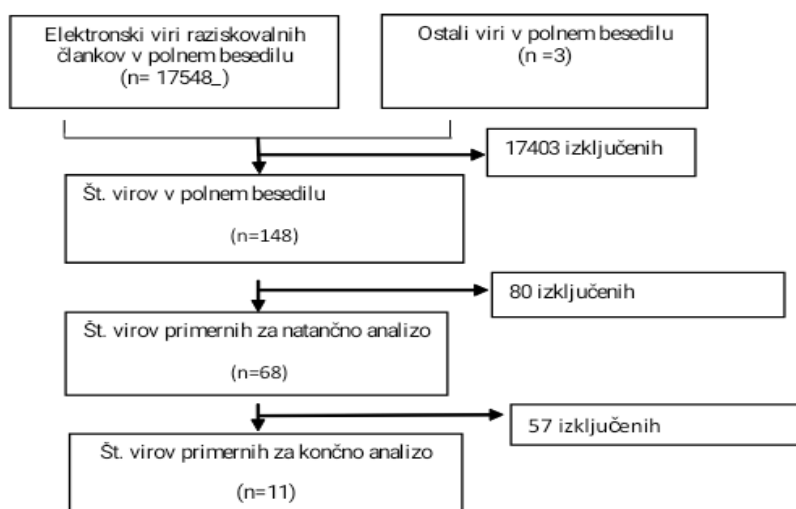 Elektronski viri raziskovalnih
člankov v polnem besedilu
(n= 17548_)
Ostali viri v polnem besedilu
(n =3)
17403 izključenih
Št. virov v polnem besedilu
(n=148)
80 izključenih
Št. virov primernih za natančno analizo
(n=68)
57 izključenih
Št. virov primernih za končno analizo
(n=11)